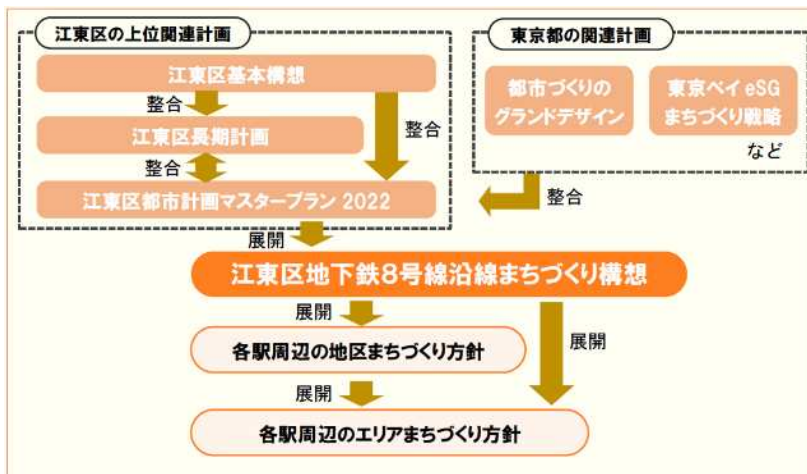 江東区の上位関連計画
江東区基本構想
整合
整合
江東区長期計画
整合
江東区都市計画マスタープラン 2022
東京都の関連計画
都市づくりの
グランドデザイン
東京ベイ eSG
まちづくり戦略
など
整合
展開
江東区地下鉄8号線沿線まちづくり構想
展開
展開
各駅周辺の地区まちづくり方針
展開
各駅周辺のエリアまちづくり方針